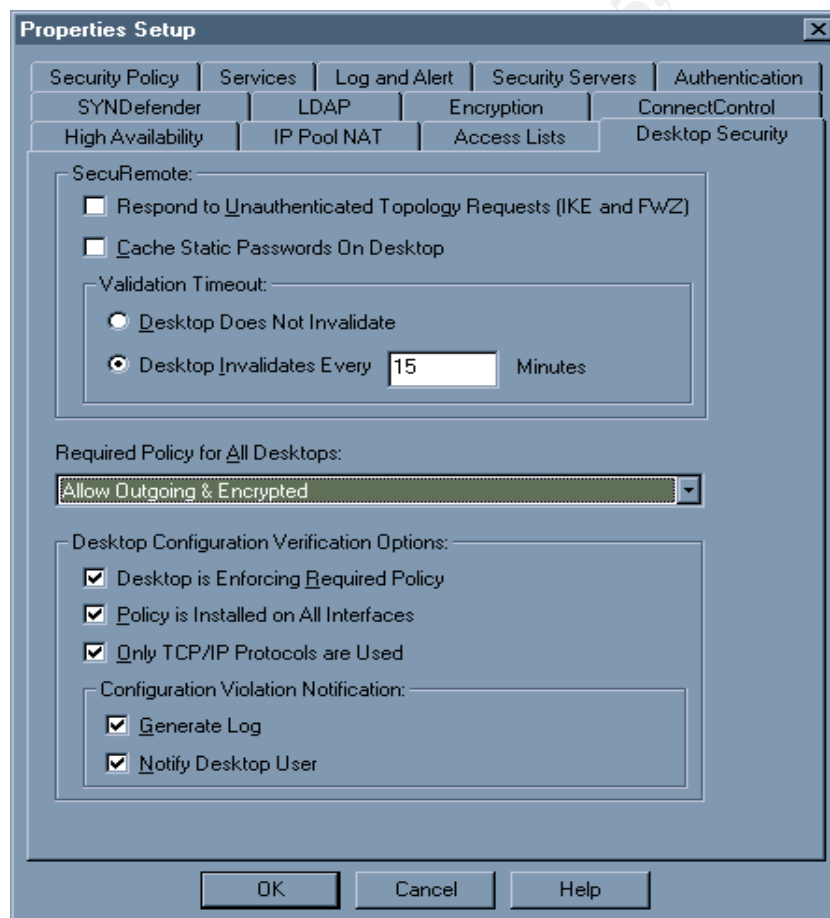 Properties Setup
Security Policy Services Log and Alert Security Servers Authentication
SYNDefender LDAP Encryption ConnectControl
High Availability IP Pool NAT Access Lists Desktop Security
SecuRemote:
Respond to Unauthenticated Topology Requests (IKE and FWZ)
Cache Static Passwords On Desktop
Validation Timeout:
Desktop Does Not Invalidate
Desktop Invalidates Every 15 Minutes
Required Policy for All Desktops:
Allow Outgoing & Encrypted
Desktop Configuration Verification Options:
Desktop is Enforcing Required Policy
Policy is Installed on All Interfaces
Only TCP/IP Protocols are Used
Configuration Violation Notification:
Generate Log
Notify Desktop User
OK Cancel Help